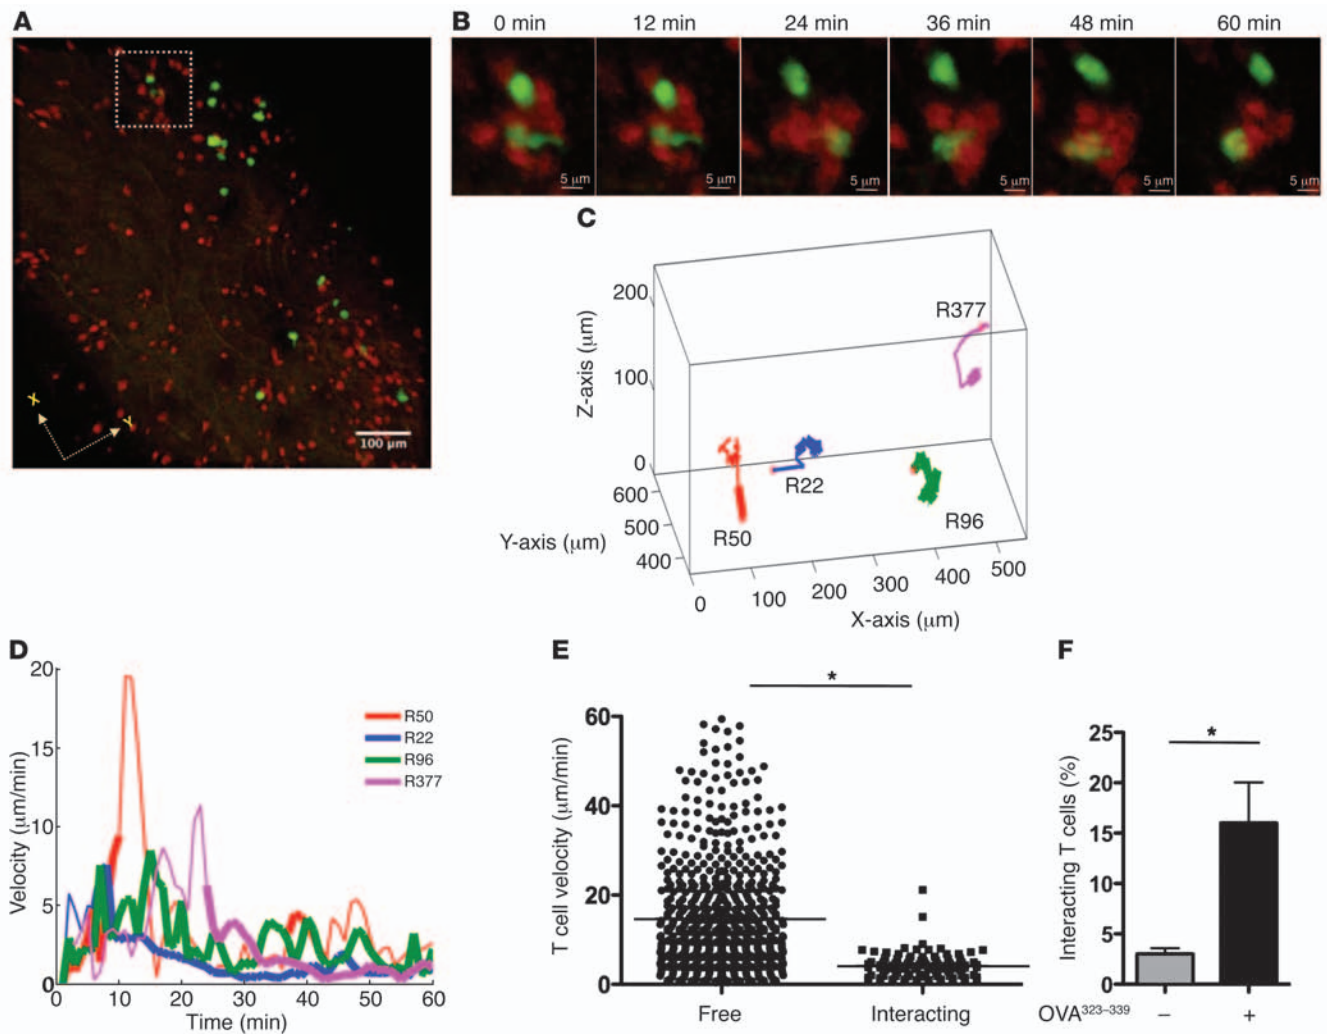 A
X
Y
100 μm
B
0 min 12 min 24 min 36 min 48 min 60 min
5 μm 5 μm 5 μm 5 μm 5 μm 5 μm
C
Z-axis (μm)
200
100
0
Y-axis (μm)
600
500
400
0 100 200 300 400 500
X-axis (μm)
R377
R22
R50
R96
D
Velocity (μm/min)
20
15
10
5
0
0 10 20 30 40 50 60
Time (min)
R50
R22
R96
R377
E
*
T cell velocity (μm/min)
60
40
20
0
Free Interacting
F
*
Interacting T cells (%)
25
20
15
10
5
0
OVA³²³⁻³³⁹ – +